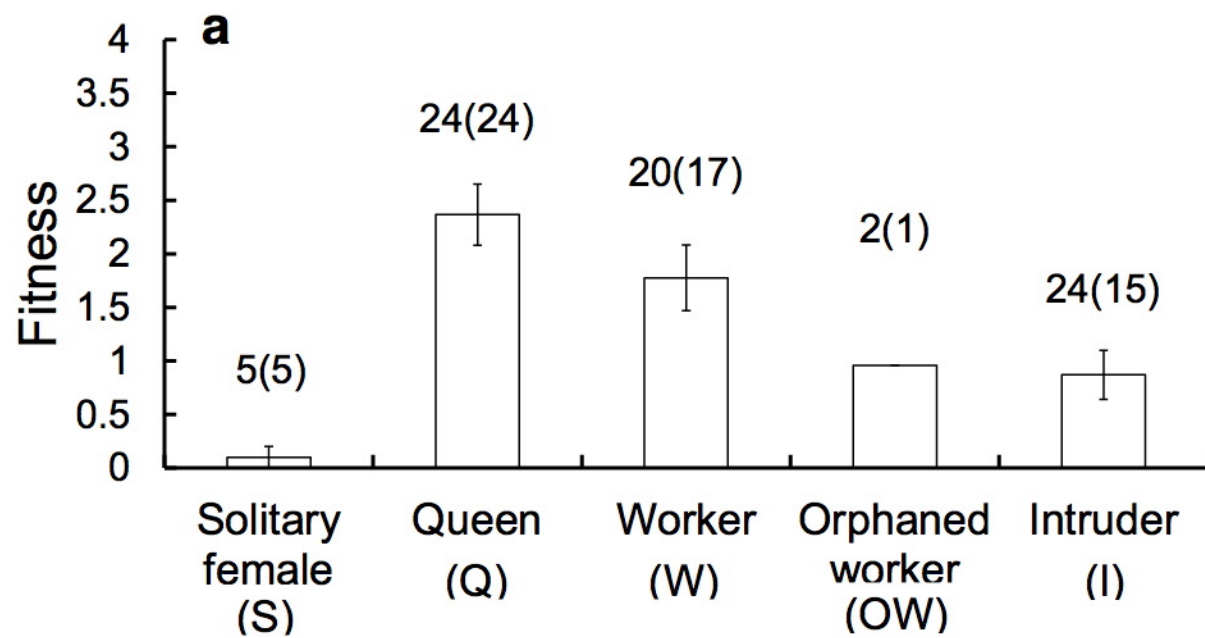 a
Fitness
4
3.5
3
2.5
2
1.5
1
0.5
0
5(5)
24(24)
20(17)
2(1)
24(15)
Solitary
female
(S)
Queen
(Q)
Worker
(W)
Orphaned
worker
(OW)
Intruder
(I)